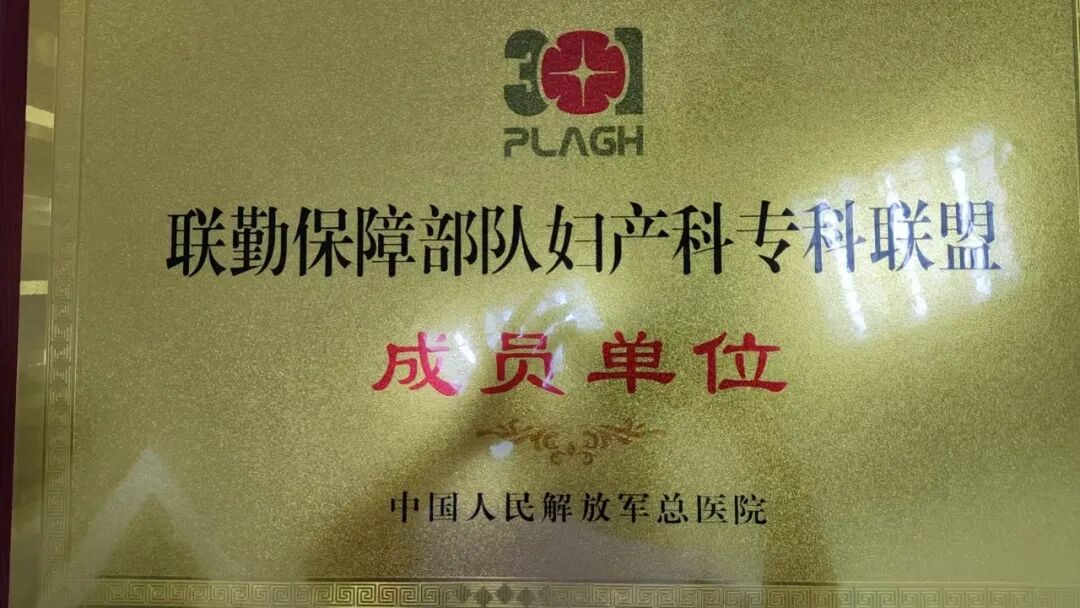 301
PLAGH
联勤保障部队妇产科专科联盟
成员单位
中国人民解放军总医院